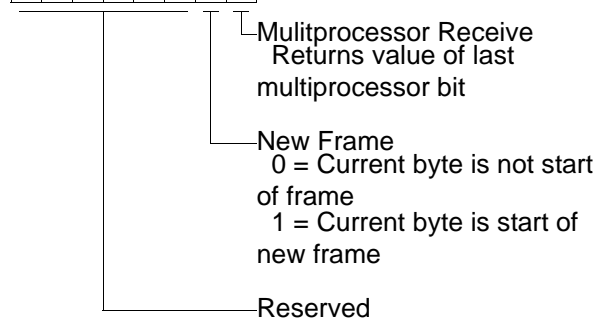 Mulitprocessor Receive
Returns value of last
multiprocessor bit
New Frame
0 = Current byte is not start
of frame
1 = Current byte is start of
new frame
Reserved